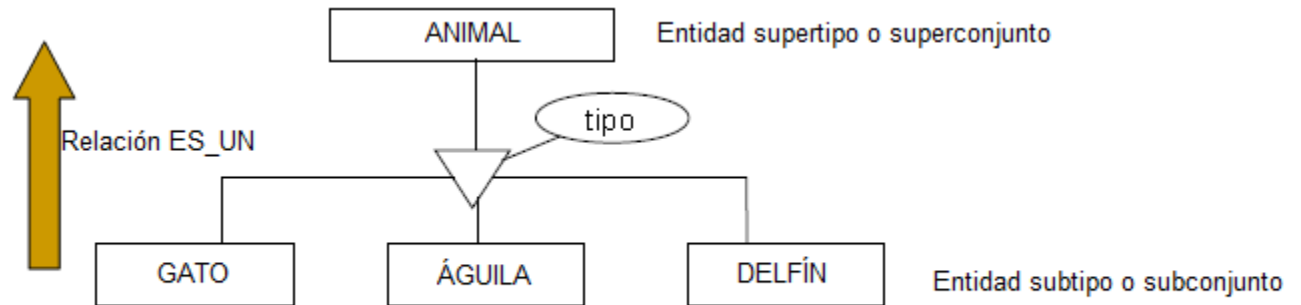 ANIMAL
Entidad supertipo o superconjunto
tipo
Relación ES_UN
GATO
ÁGUILA
DELFÍN
Entidad subtipo o subconjunto